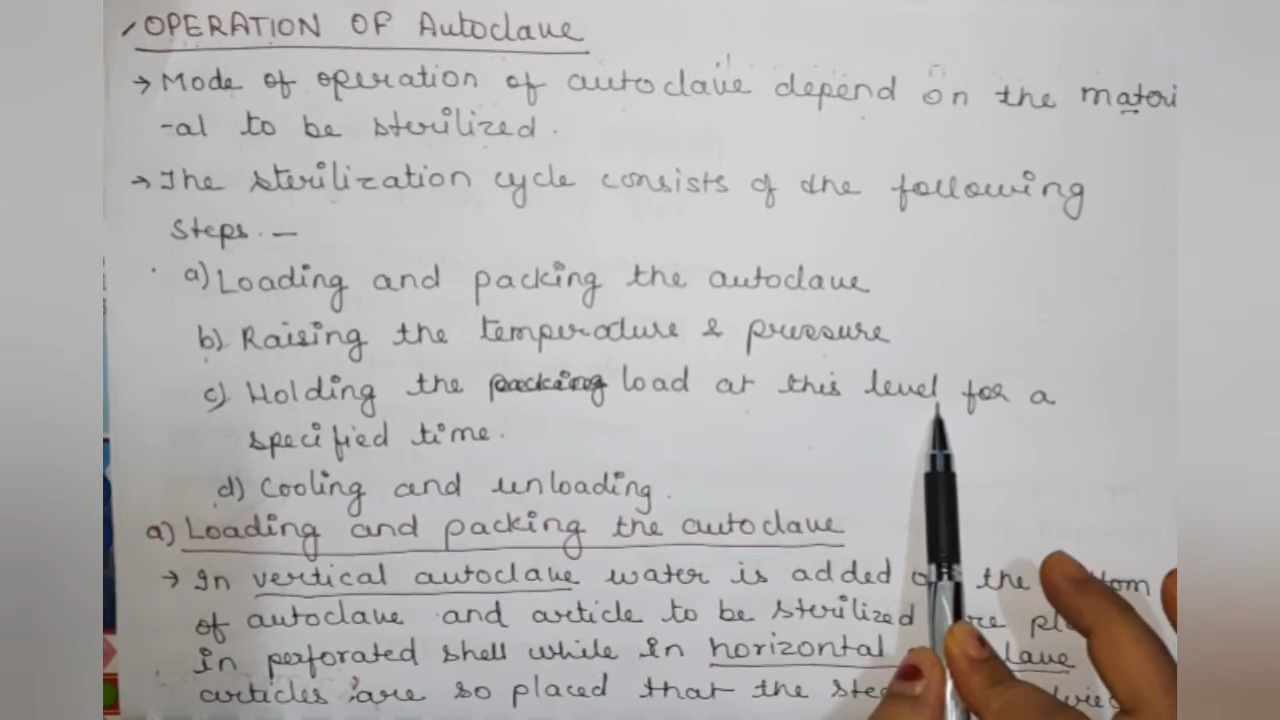 OPERATION OF Autoclave
→ Mode of operation of autoclave depend on the materi
-al to be sterilized.
→ The sterilization cycle consists of the following
steps. —
a) Loading and packing the autoclave
b) Raising the temperature & pressure
c) Holding the load at this level for a
specified time.
d) Cooling and unloading.
a) Loading and packing the autoclave
→ In vertical autoclave water is added the
of autoclave and article to be sterilized
in perforated shell while in horizontal
articles are so placed that the